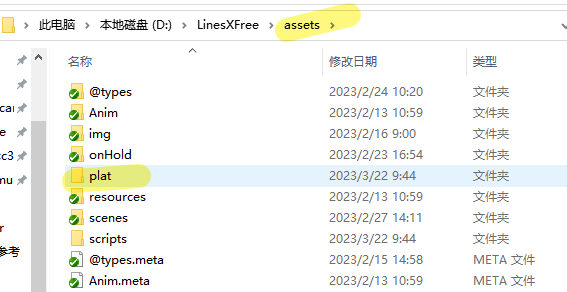 此电脑 > 本地磁盘 (D:) > LinesXFree > assets >
名称 修改日期 类型
@types 2023/2/24 10:20 文件夹
Anim 2023/2/13 10:59 文件夹
img 2023/2/16 9:00 文件夹
onHold 2023/2/23 16:54 文件夹
plat 2023/3/22 9:44 文件夹
resources 2023/2/13 10:59 文件夹
scenes 2023/2/27 14:11 文件夹
scripts 2023/3/22 9:44 文件夹
@types.meta 2023/2/15 14:58 META 文件
Anim.meta 2023/2/13 10:59 META 文件
car
e
cc3
mu
r
参考